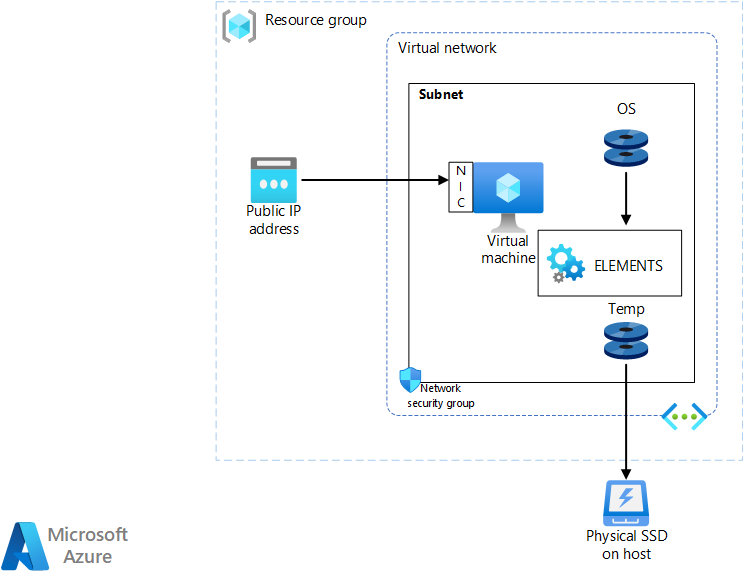 Resource group
Virtual network
Subnet
OS
N
I
C
Public IP
address
Virtual
machine
ELEMENTS
Temp
Network
security group
Physical SSD
on host
Microsoft
Azure